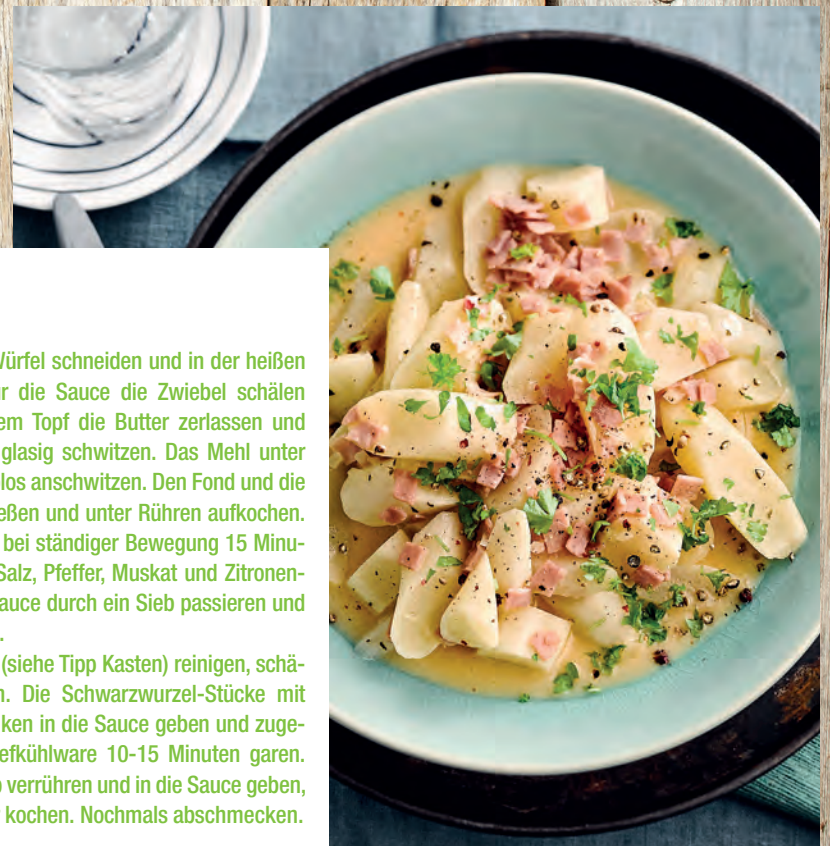 Würfel schneiden und in der heißen
die Sauce die Zwiebel schälen
Topf die Butter zerlassen und
glasig schwitzen. Das Mehl unter
los anschwitzen. Den Fond und die
eßen und unter Rühren aufkochen.
bei ständiger Bewegung 15 Minu-
Salz, Pfeffer, Muskat und Zitronen-
auce durch ein Sieb passieren und
.
(siehe Tipp Kasten) reinigen, schä-
n. Die Schwarzwurzel-Stücke mit
ken in die Sauce geben und zuge-
efkühlware 10-15 Minuten garen.
verrühren und in die Sauce geben,
kochen. Nochmals abschmecken.